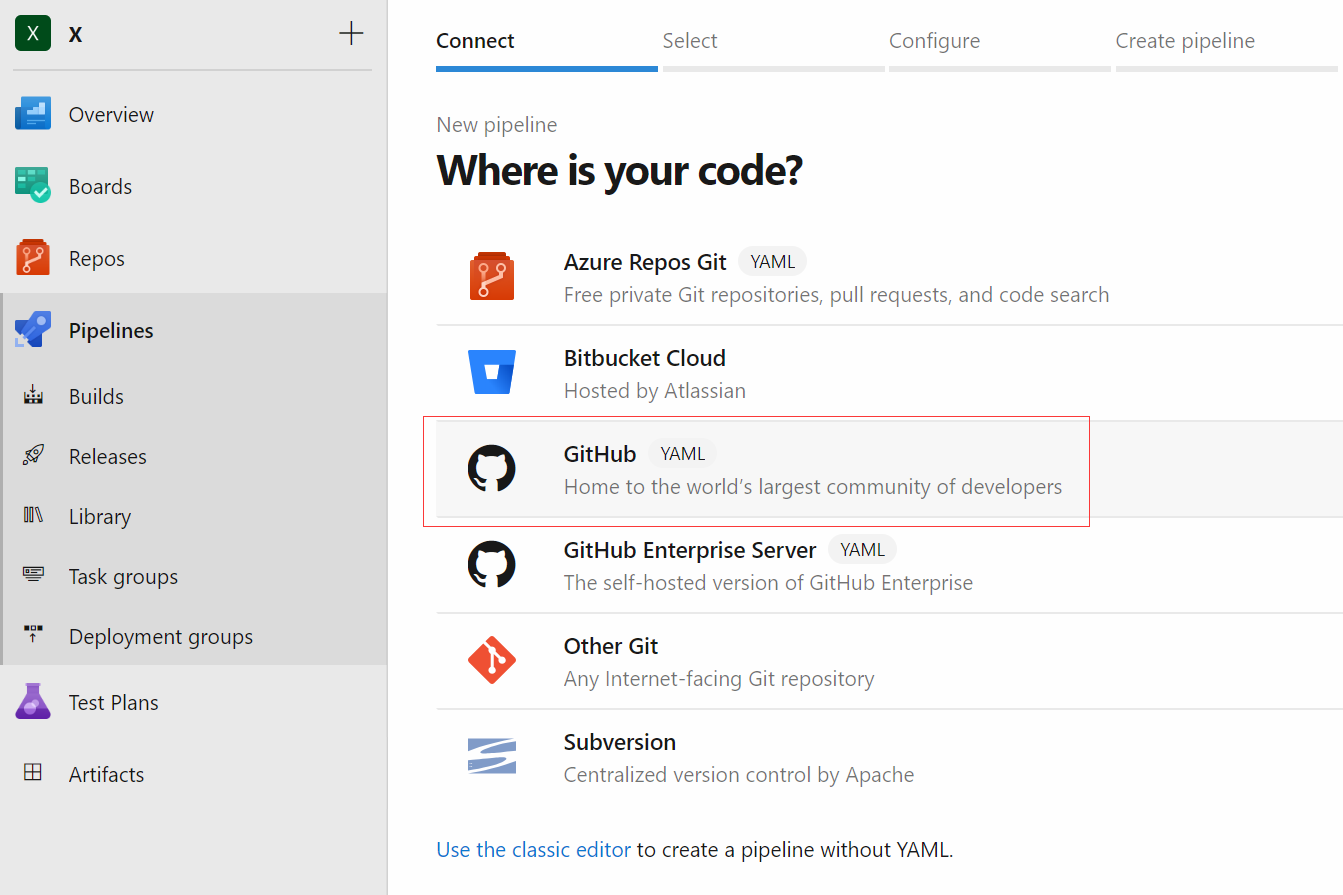 X
X
Overview
Boards
Repos
Pipelines
Builds
Releases
Library
Task groups
Deployment groups
Test Plans
Artifacts
Connect
Select
Configure
Create pipeline
New pipeline
Where is your code?
Azure Repos Git YAML
Free private Git repositories, pull requests, and code search
Bitbucket Cloud
Hosted by Atlassian
GitHub YAML
Home to the world’s largest community of developers
GitHub Enterprise Server YAML
The self-hosted version of GitHub Enterprise
Other Git
Any Internet-facing Git repository
Subversion
Centralized version control by Apache
Use the classic editor to create a pipeline without YAML.